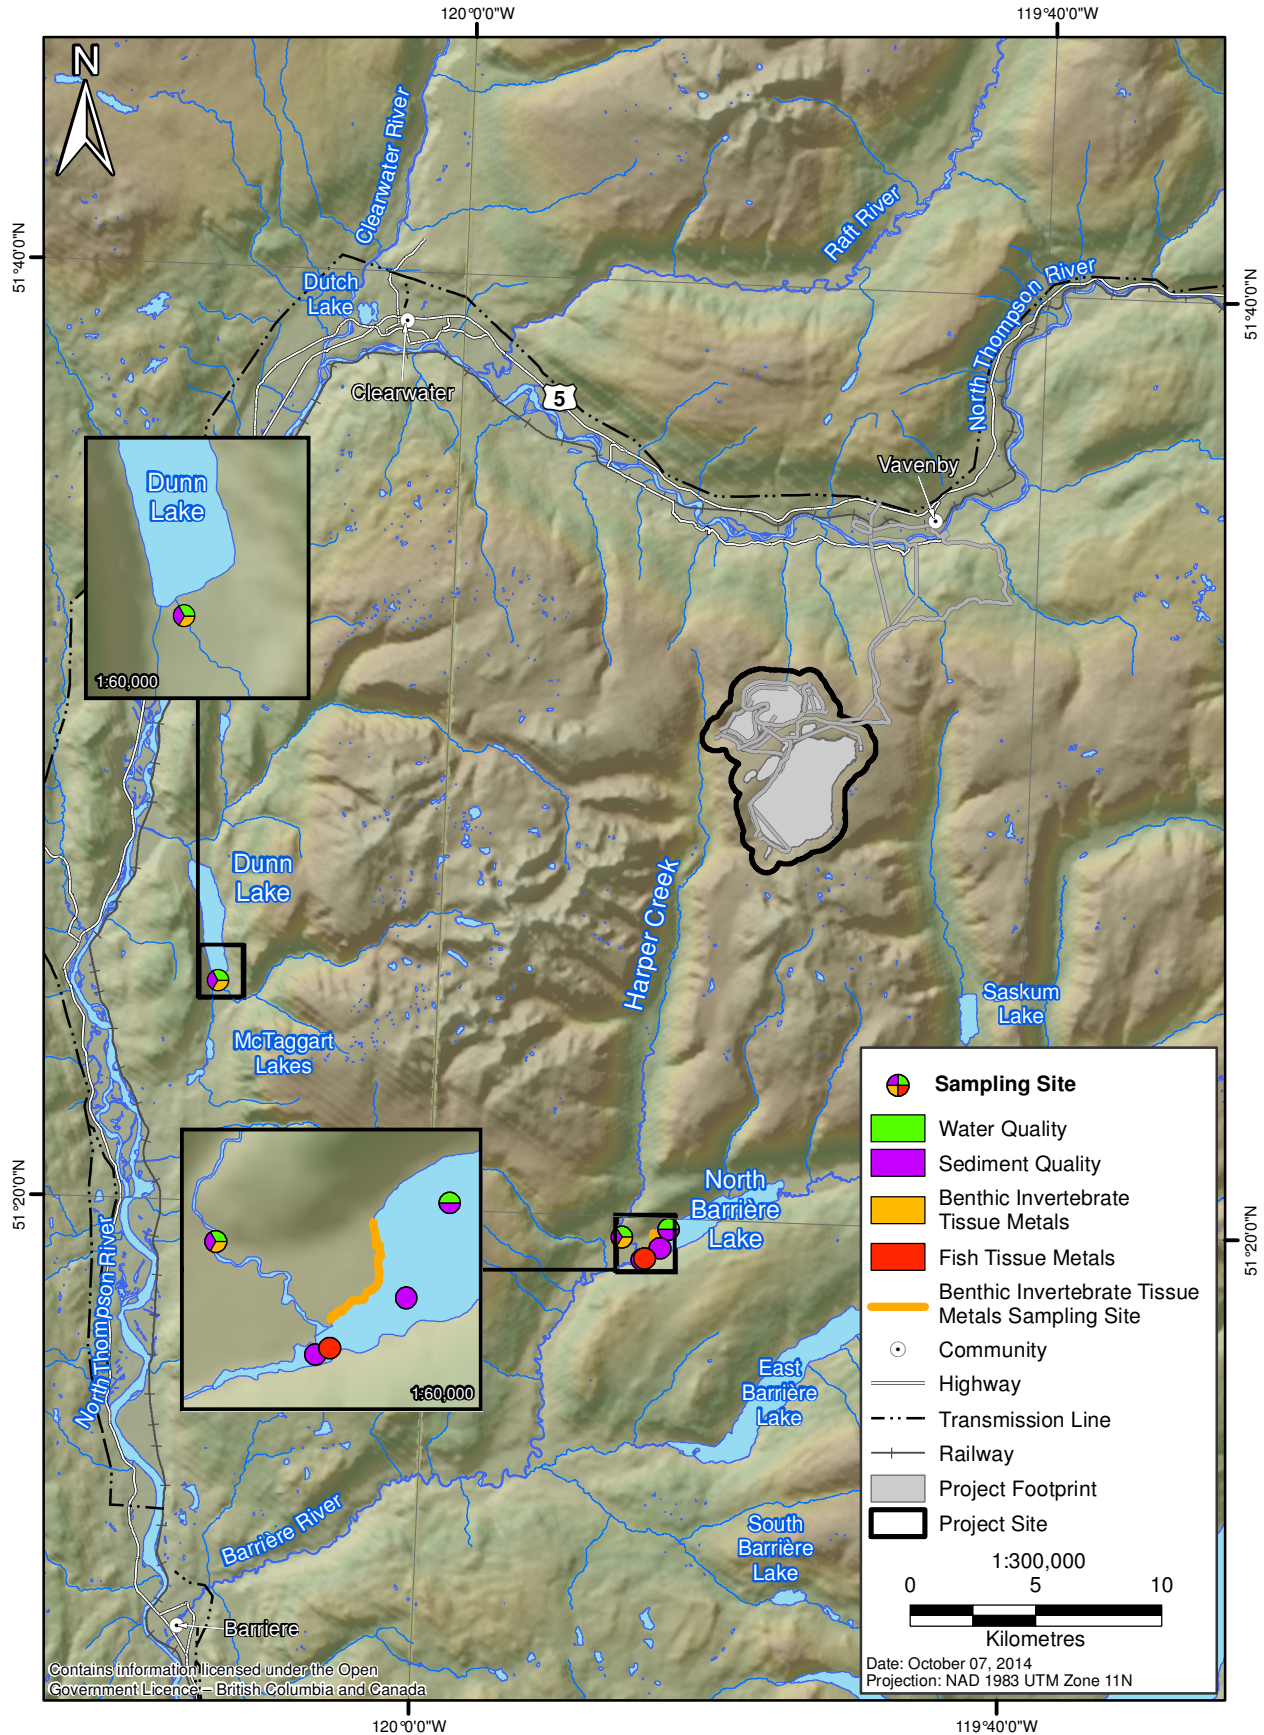 120°0'0"W
119°40'0"W
N
Clearwater River
Raft River
51°40'0"N
North Thompson River
51°40'0"N
Dutch
Lake
Clearwater
5
Vavenby
Dunn
Lake
1:60,000
Dunn
Lake
Harper Creek
Saskum
Lake
McTaggart
Lakes
51°20'0"N
North
Barrière
Lake
51°20'0"N
North Thompson River
1:60,000
East
Barrière
Lake
Barrière River
South
Barrière
Lake
Barriere
Sampling Site
Water Quality
Sediment Quality
Benthic Invertebrate
Tissue Metals
Fish Tissue Metals
Benthic Invertebrate Tissue
Metals Sampling Site
Community
Highway
Transmission Line
Railway
Project Footprint
Project Site
1:300,000
0 5 10
Kilometres
Date: October 07, 2014
Projection: NAD 1983 UTM Zone 11N
Contains information licensed under the Open
Government Licence – British Columbia and Canada
120°0'0"W
119°40'0"W